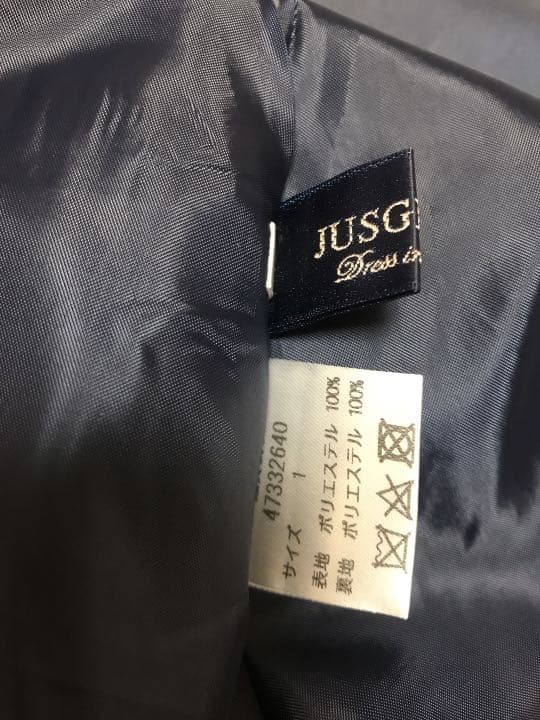 JUSG
Dress in
47332640
サイズ 1
表地 ポリエステル 100%
裏地 ポリエステル 100%